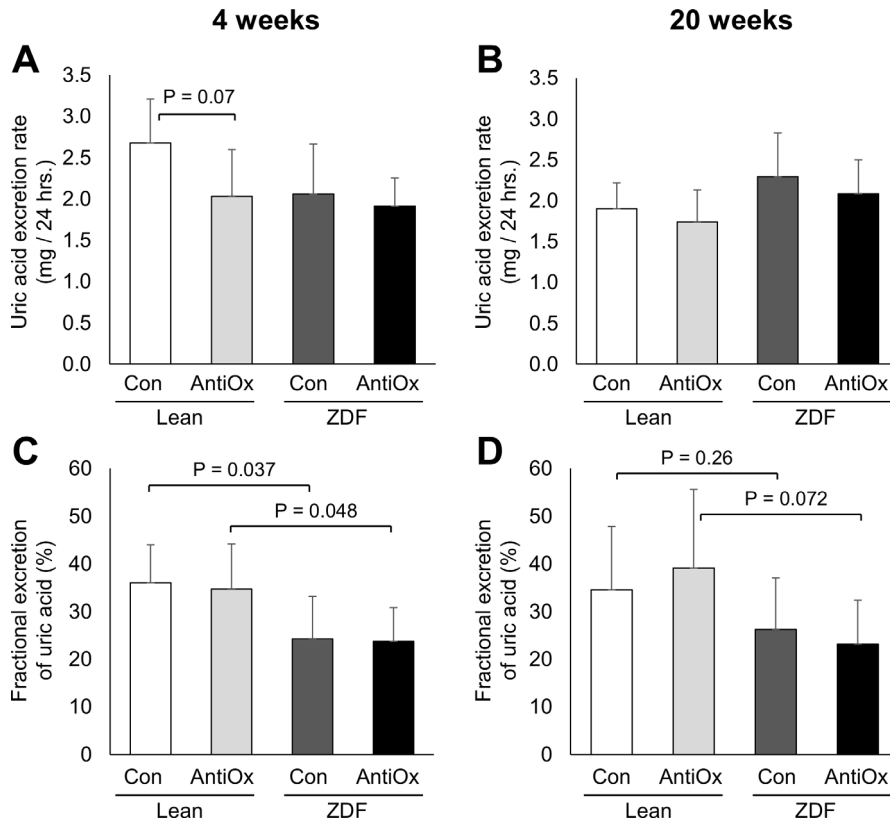 4 weeks
20 weeks
A
Uric acid excretion rate
(mg / 24 hrs.)
3.5
3.0
2.5
2.0
1.5
1.0
0.5
0.0
P = 0.07
Con AntiOx Con AntiOx
Lean ZDF
B
Uric acid excretion rate
(mg / 24 hrs.)
3.5
3.0
2.5
2.0
1.5
1.0
0.5
0.0
Con AntiOx Con AntiOx
Lean ZDF
C
Fractional excretion
of uric acid (%)
60
50
40
30
20
10
0
P = 0.037
P = 0.048
Con AntiOx Con AntiOx
Lean ZDF
D
Fractional excretion
of uric acid (%)
60
50
40
30
20
10
0
P = 0.26
P = 0.072
Con AntiOx Con AntiOx
Lean ZDF